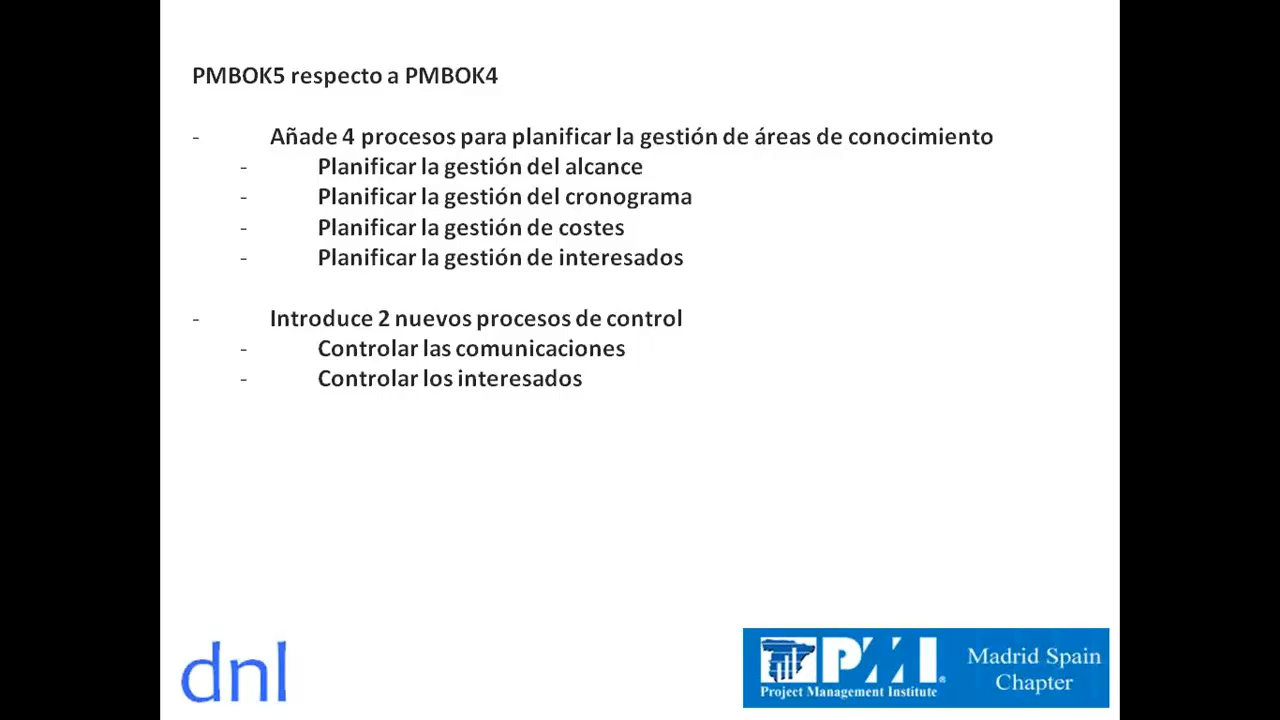 PMBOK5 respecto a PMBOK4
- Añade 4 procesos para planificar la gestión de áreas de conocimiento
- Planificar la gestión del alcance
- Planificar la gestión del cronograma
- Planificar la gestión de costes
- Planificar la gestión de interesados
- Introduce 2 nuevos procesos de control
- Controlar las comunicaciones
- Controlar los interesados
dnl
PMI®
Project Management Institute
Madrid Spain
Chapter